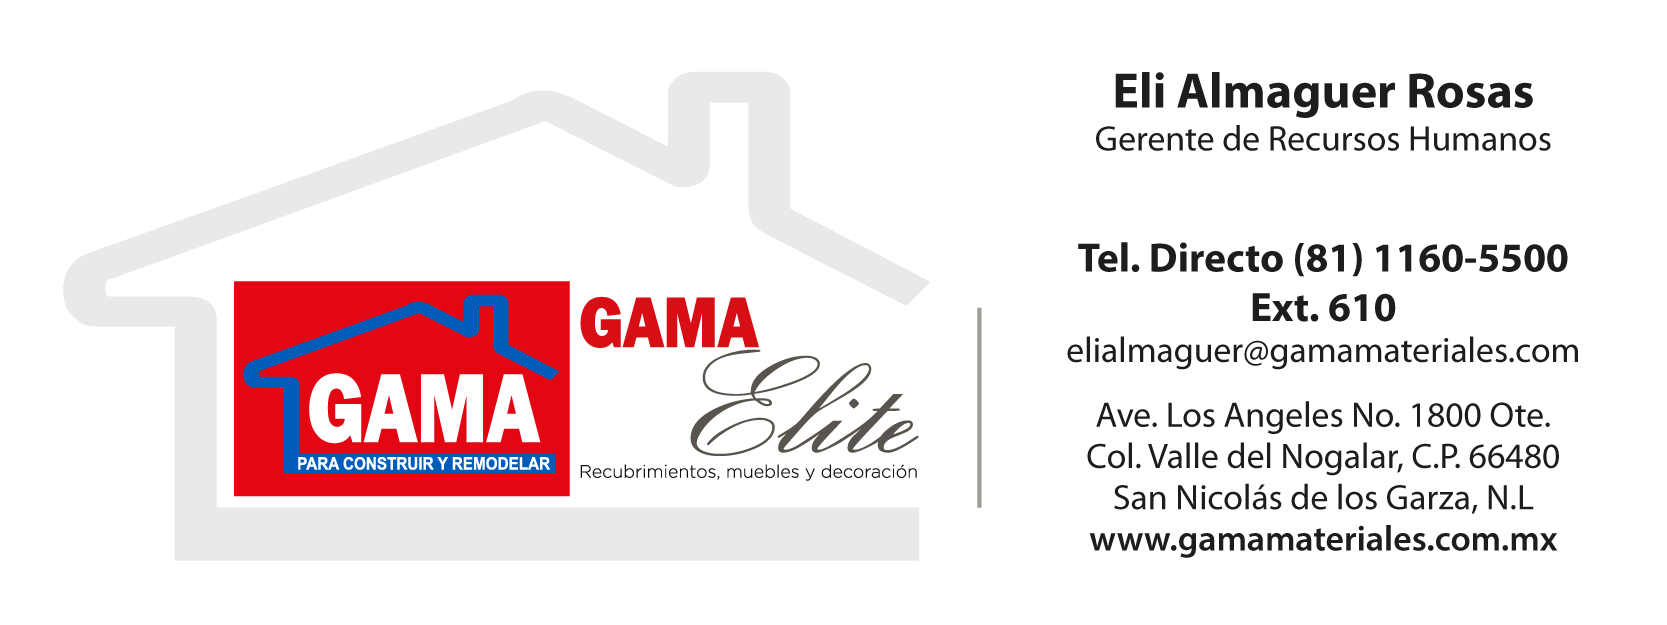 GAMA
PARA CONSTRUIR Y REMODELAR
GAMA
Elite
Recubrimientos, muebles y decoración
Eli Almaguer Rosas
Gerente de Recursos Humanos
Tel. Directo (81) 1160-5500
Ext. 610
elialmaguer@gamamateriales.com
Ave. Los Angeles No. 1800 Ote.
Col. Valle del Nogalar, C.P. 66480
San Nicolás de los Garza, N.L
www.gamamateriales.com.mx